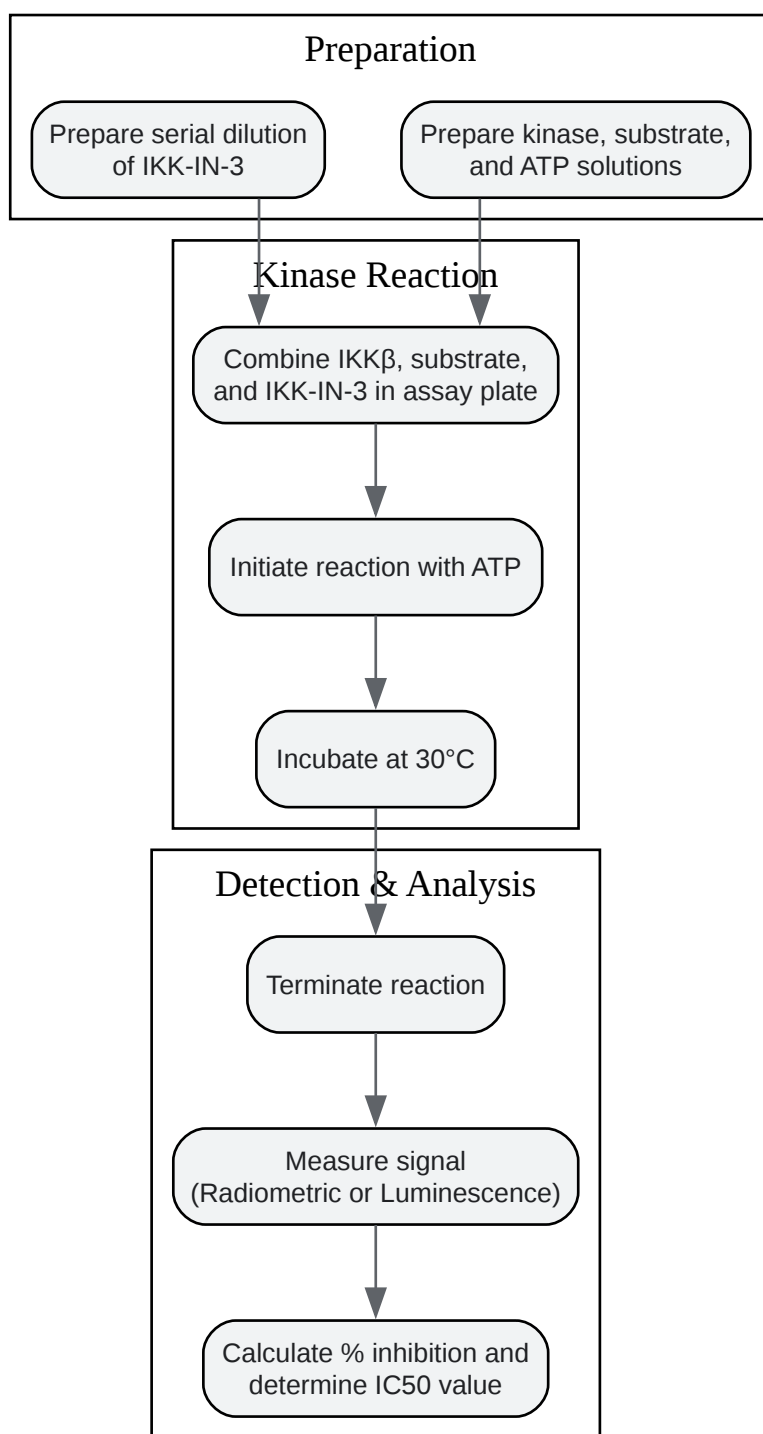 Preparation
Prepare serial dilution
of IKK-IN-3
Prepare kinase, substrate,
and ATP solutions
Kinase Reaction
Combine IKKβ, substrate,
and IKK-IN-3 in assay plate
Initiate reaction with ATP
Incubate at 30°C
Detection & Analysis
Terminate reaction
Measure signal
(Radiometric or Luminescence)
Calculate % inhibition and
determine IC50 value